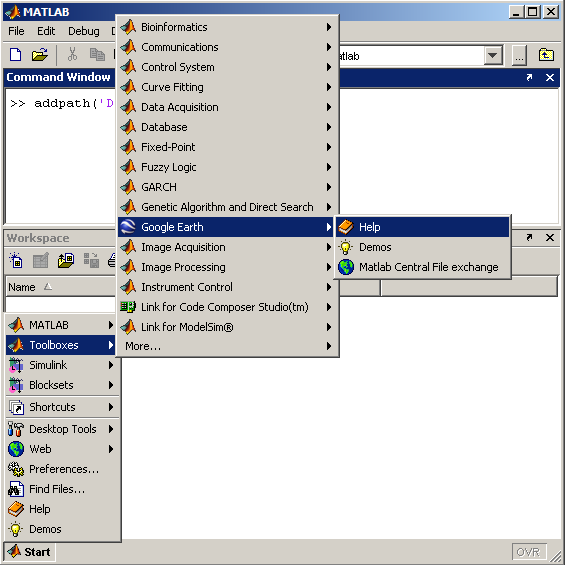 MATLAB
File Edit Debug
atlab
...
Command Window
>> addpath('D
Bioinformatics
Communications
Control System
Curve Fitting
Data Acquisition
Database
Fixed-Point
Fuzzy Logic
GARCH
Genetic Algorithm and Direct Search
Google Earth
Image Acquisition
Image Processing
Instrument Control
Link for Code Composer Studio(tm)
Link for ModelSim®
More...
Help
Demos
Matlab Central File exchange
Workspace
Name
MATLAB
Toolboxes
Simulink
Blocksets
Shortcuts
Desktop Tools
Web
Preferences...
Find Files...
Help
Demos
Start
OVR